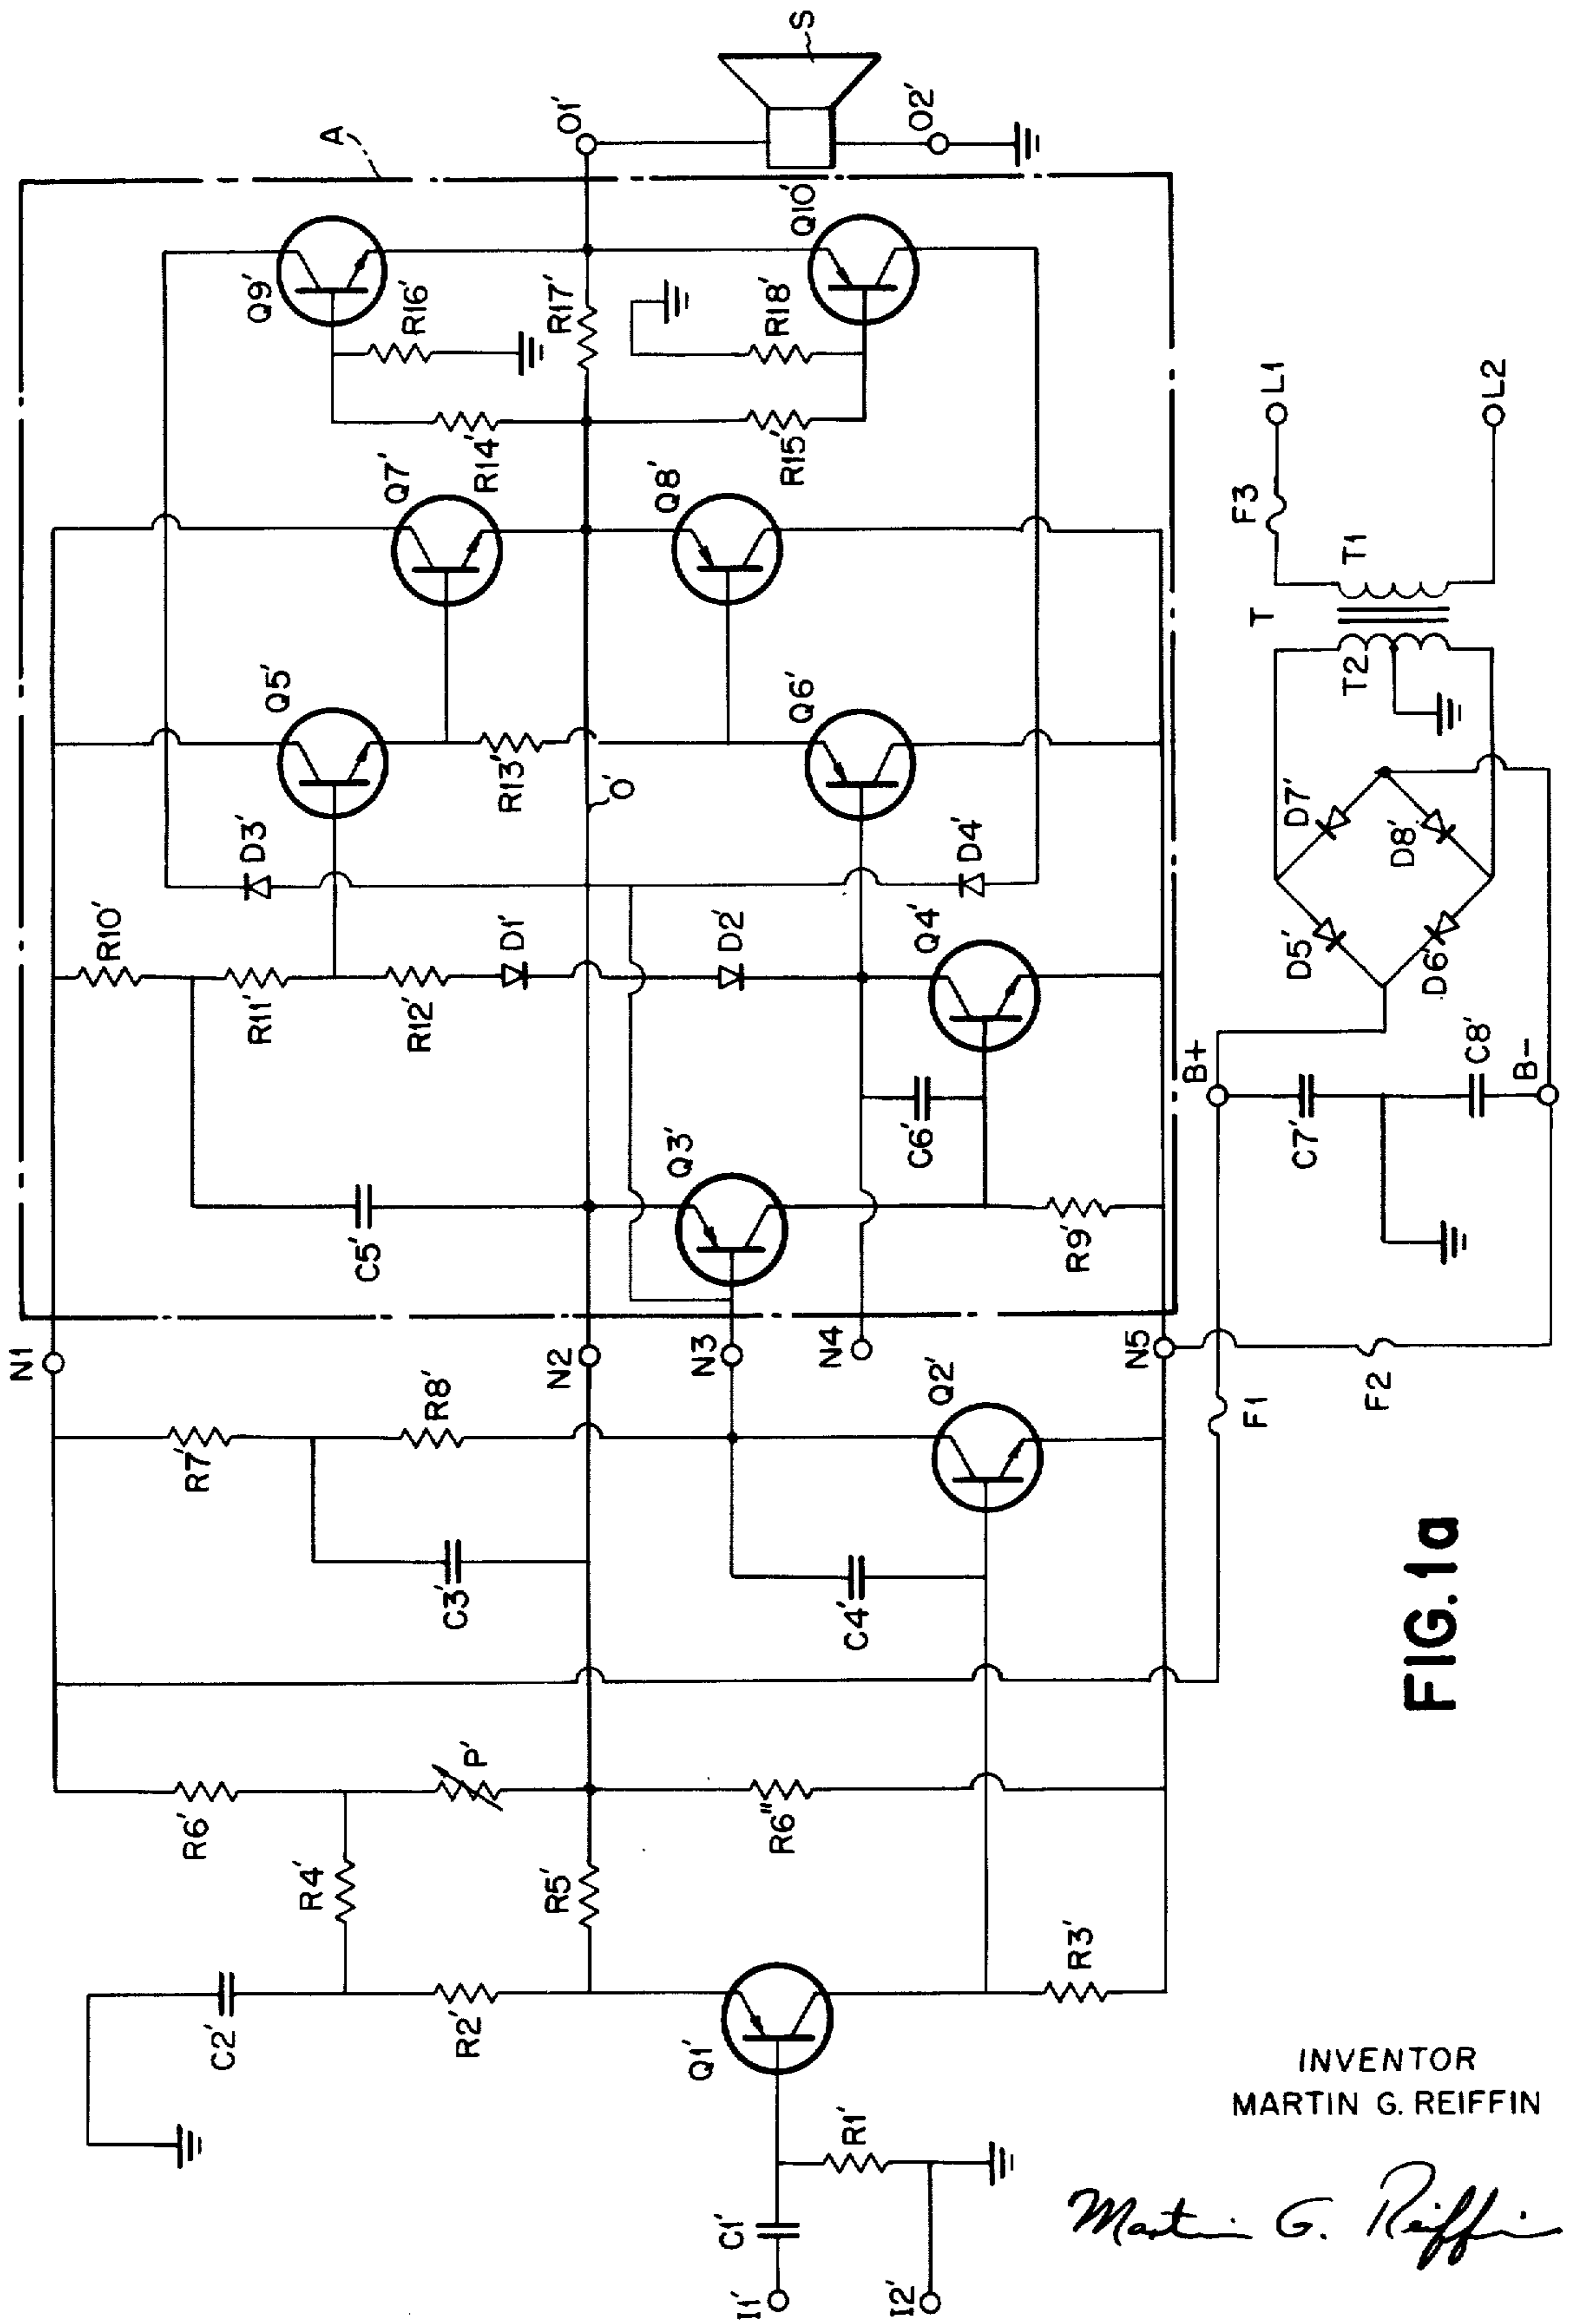 A
S
N1
R10'
Q9'
O1'
R6'
R7'
D3'
Q5'
Q7'
R16'
C2'
R4'
P'
C3'
R8'
C5'
R11'
R12'
D1'
R13'
R14'
R17'
R2'
R5'
N2
O'
O2'
Q1'
R6"
C4'
N3
Q3'
D2'
Q6'
Q8'
R15'
R18'
Q10'
N4
C6'
Q4'
D4'
I1'
C1'
R1'
I2'
R3'
Q2'
N5
R9'
B+
F1
F2
C7'
C8'
B-
D5'
D6'
D7'
D8'
T
T1
T2
F3
L1
L2
FIG.1a
INVENTOR
MARTIN G. REIFFIN
Martin G. Reiffin